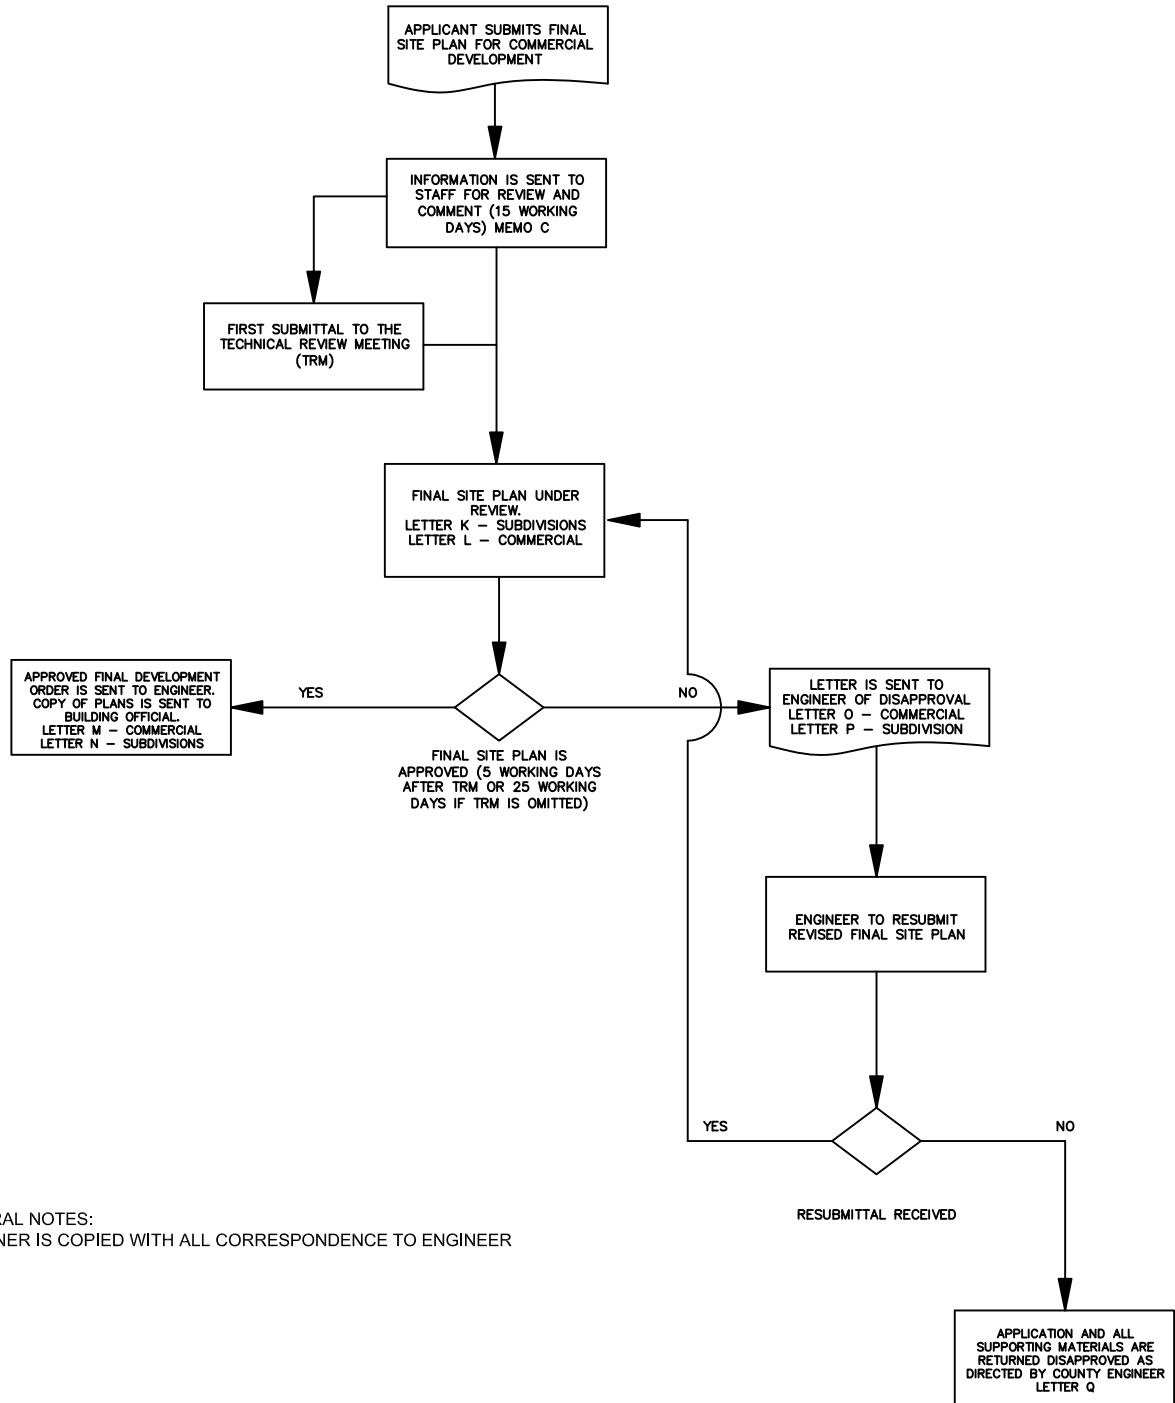 APPLICANT SUBMITS FINAL
SITE PLAN FOR COMMERCIAL
DEVELOPMENT
INFORMATION IS SENT TO
STAFF FOR REVIEW AND
COMMENT (15 WORKING
DAYS) MEMO C
FIRST SUBMITTAL TO THE
TECHNICAL REVIEW MEETING
(TRM)
FINAL SITE PLAN UNDER
REVIEW.
LETTER K – SUBDIVISIONS
LETTER L – COMMERCIAL
APPROVED FINAL DEVELOPMENT
ORDER IS SENT TO ENGINEER.
COPY OF PLANS IS SENT TO
BUILDING OFFICIAL.
LETTER M – COMMERCIAL
LETTER N – SUBDIVISIONS
YES
NO
FINAL SITE PLAN IS
APPROVED (5 WORKING DAYS
AFTER TRM OR 25 WORKING
DAYS IF TRM IS OMITTED)
LETTER IS SENT TO
ENGINEER OF DISAPPROVAL
LETTER O – COMMERCIAL
LETTER P – SUBDIVISION
ENGINEER TO RESUBMIT
REVISED FINAL SITE PLAN
YES
NO
RESUBMITTAL RECEIVED
NOTES:
IS COPIED WITH ALL CORRESPONDENCE TO ENGINEER
APPLICATION AND ALL
SUPPORTING MATERIALS ARE
RETURNED DISAPPROVED AS
DIRECTED BY COUNTY ENGINEER
LETTER Q